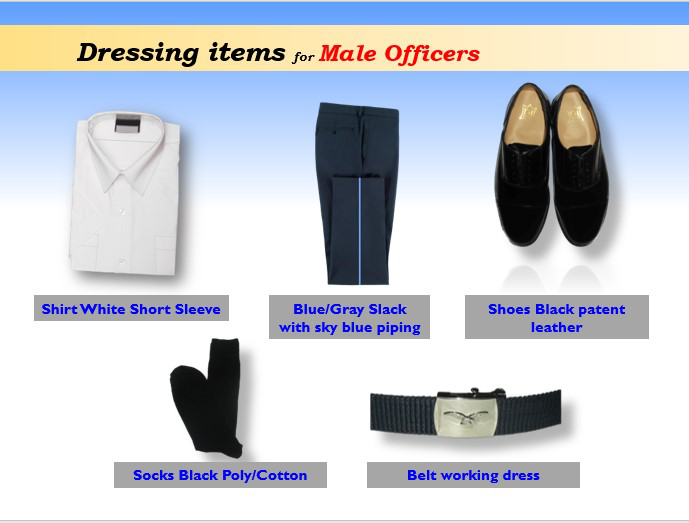 Dressing items for Male Officers
Shirt White Short Sleeve
Blue/Gray Slack
with sky blue piping
Shoes Black patent
leather
Socks Black Poly/Cotton
Belt working dress